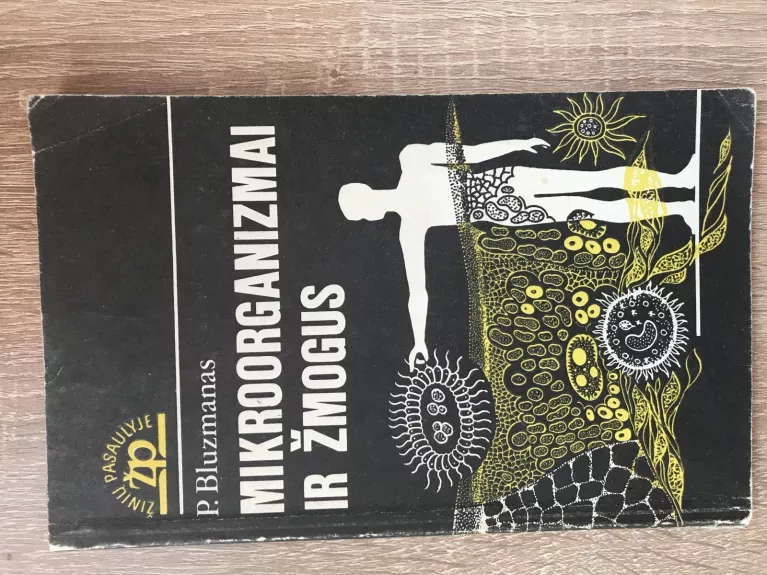 ŽINIŲ PASAULYJE
žp
P. Bluzmanas
MIKROORGANIZMAI
IR ŽMOGUS